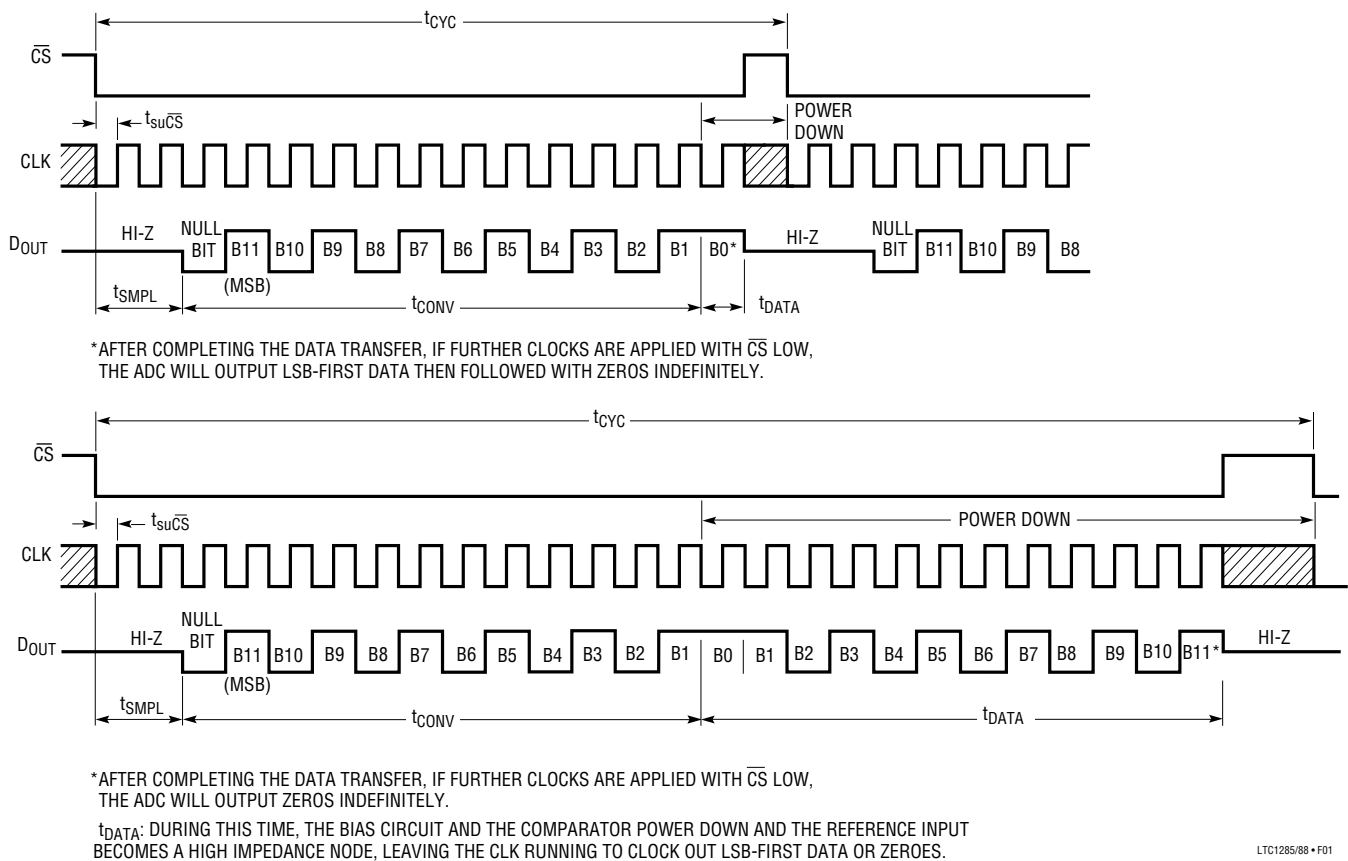 tCYC
CS
POWER
DOWN
tsuCS
CLK
DOUT HI-Z NULL BIT B11 B10 B9 B8 B7 B6 B5 B4 B3 B2 B1 B0* HI-Z NULL BIT B11 B10 B9 B8
(MSB)
tSMPL tCONV tDATA
*AFTER COMPLETING THE DATA TRANSFER, IF FURTHER CLOCKS ARE APPLIED WITH CS LOW,
THE ADC WILL OUTPUT LSB-FIRST DATA THEN FOLLOWED WITH ZEROS INDEFINITELY.
tCYC
CS
tsuCS POWER DOWN
CLK
DOUT HI-Z NULL BIT B11 B10 B9 B8 B7 B6 B5 B4 B3 B2 B1 B0 B1 B2 B3 B4 B5 B6 B7 B8 B9 B10 B11* HI-Z
(MSB)
tSMPL tCONV tDATA
*AFTER COMPLETING THE DATA TRANSFER, IF FURTHER CLOCKS ARE APPLIED WITH CS LOW,
THE ADC WILL OUTPUT ZEROS INDEFINITELY.
tDATA: DURING THIS TIME, THE BIAS CIRCUIT AND THE COMPARATOR POWER DOWN AND THE REFERENCE INPUT
BECOMES A HIGH IMPEDANCE NODE, LEAVING THE CLK RUNNING TO CLOCK OUT LSB-FIRST DATA OR ZEROES.
LTC1285/88 • F01